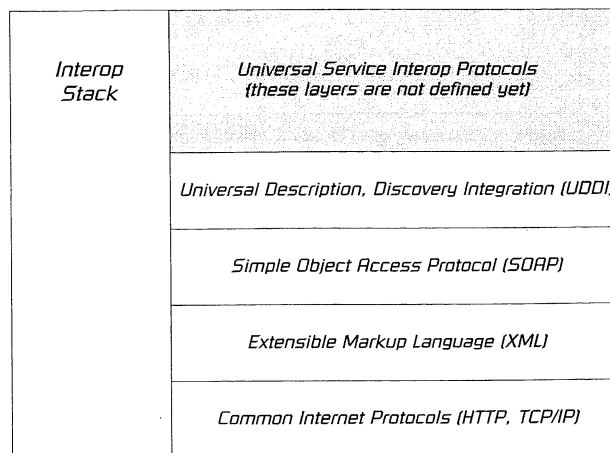 Interop
Stack
Universal Service Interop Protocols
(these layers are not defined yet)
Universal Description, Discovery Integration (UDDI)
Simple Object Access Protocol (SOAP)
Extensible Markup Language (XML)
Common Internet Protocols (HTTP, TCP/IP)